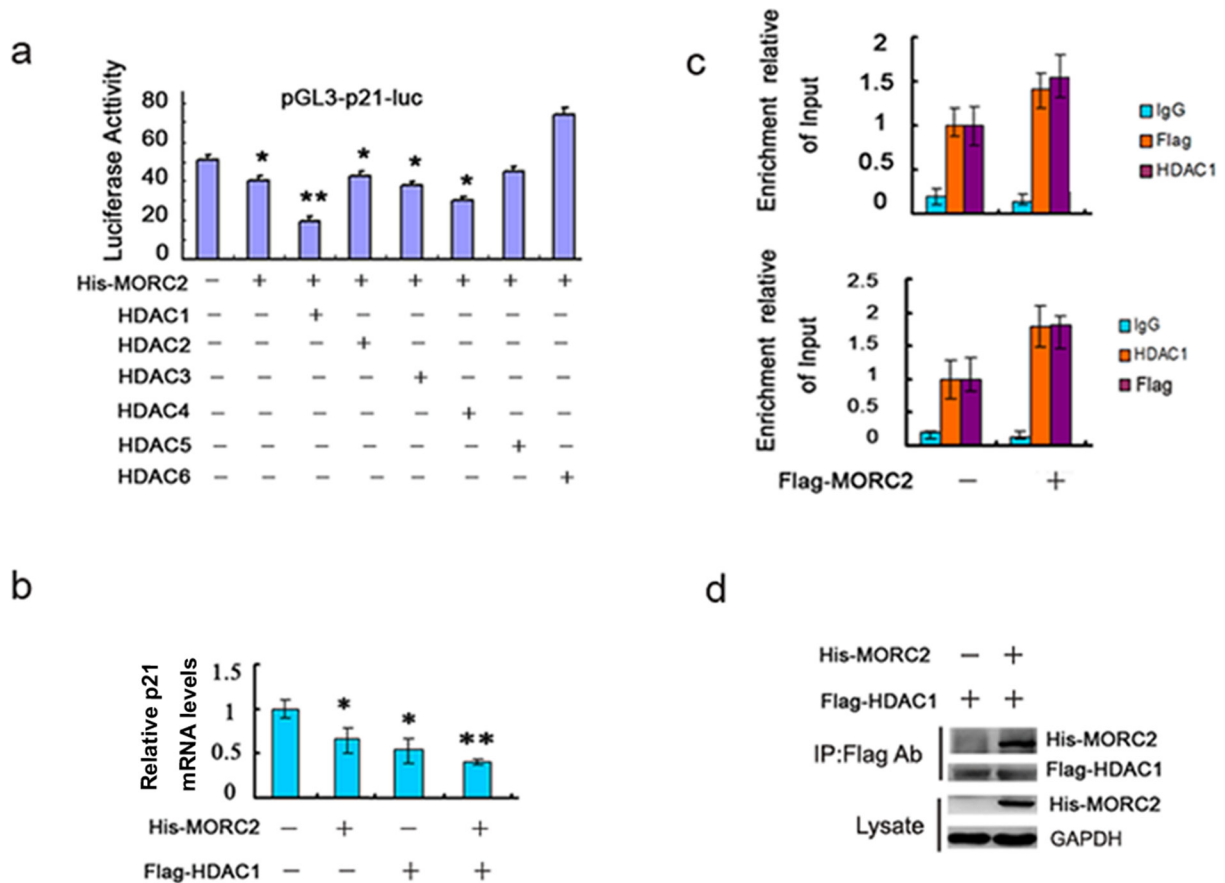 a
Luciferase Acttivity
pGL3-p21-luc
80
60
40
20
0
* ** * * *
His-MORC2 − + + + + + + +
HDAC1 − − + − − − − −
HDAC2 − − − + − − − −
HDAC3 − − − − + − − −
HDAC4 − − − − − + − −
HDAC5 − − − − − − + −
HDAC6 − − − − − − − +
b
Relative p21
mRNA levels
1.5
1
0.5
0
* * **
His-MORC2 − + − +
Flag-HDAC1 − − + +
c
Enrichment relative
of Input
2
1.5
1
0.5
0
IgG
Flag
HDAC1
Enrichment relative
of Input
2.5
2
1.5
1
0.5
0
IgG
HDAC1
Flag
Flag-MORC2 − +
d
His-MORC2 − +
Flag-HDAC1 + +
IP:Flag Ab
His-MORC2
Flag-HDAC1
Lysate
His-MORC2
GAPDH